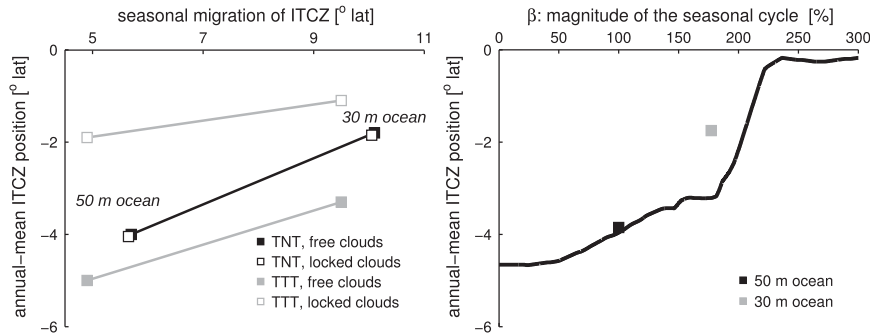 seasonal migration of ITCZ [° lat]
5 7 9 11
annual−mean ITCZ position [° lat]
0
−2
−4
−6
30 m ocean
50 m ocean
TNT, free clouds
TNT, locked clouds
TTT, free clouds
TTT, locked clouds
β: magnitude of the seasonal cycle [%]
0 50 100 150 200 250 300
annual−mean ITCZ position [° lat]
0
−2
−4
−6
50 m ocean
30 m ocean